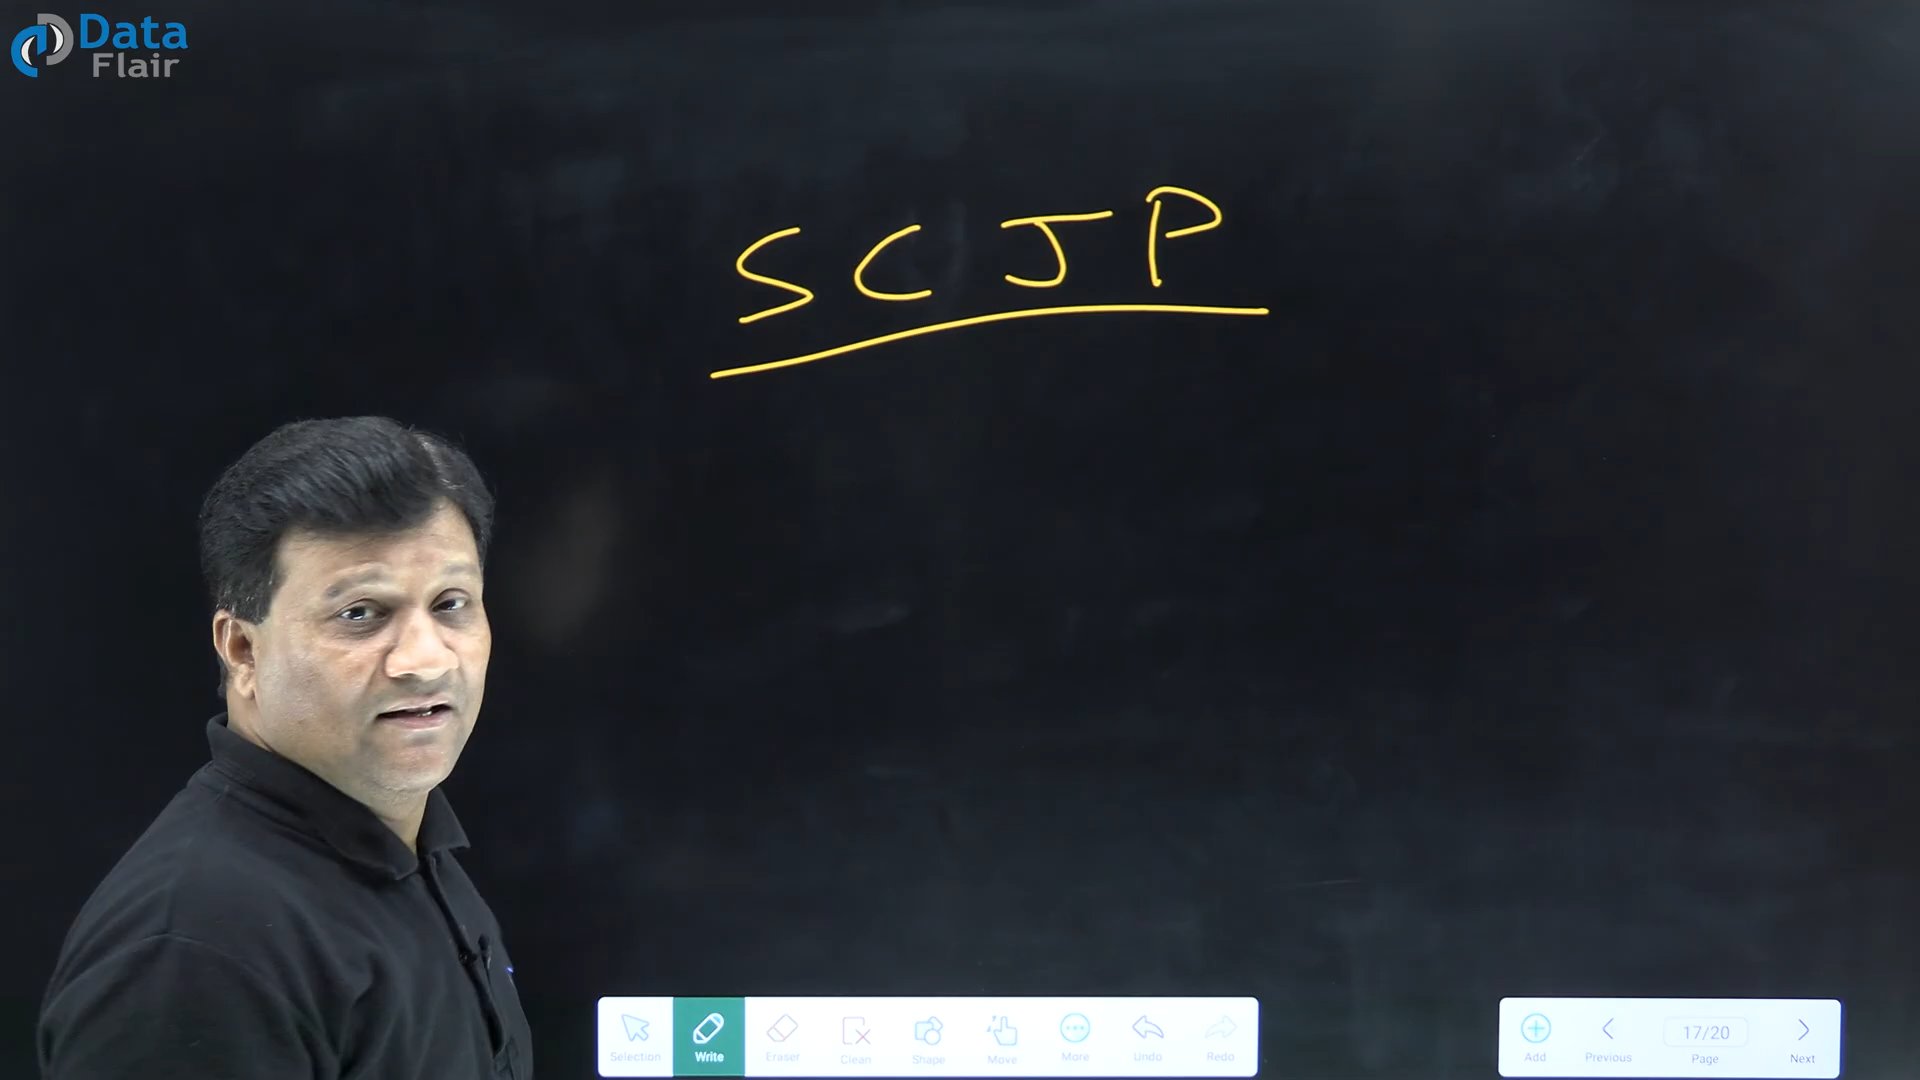 Data
Flair
SCJP
Selection
Write
Eraser
Clean
Shape
Move
More
Undo
Redo
Add
Previous
17/20
Page
Next